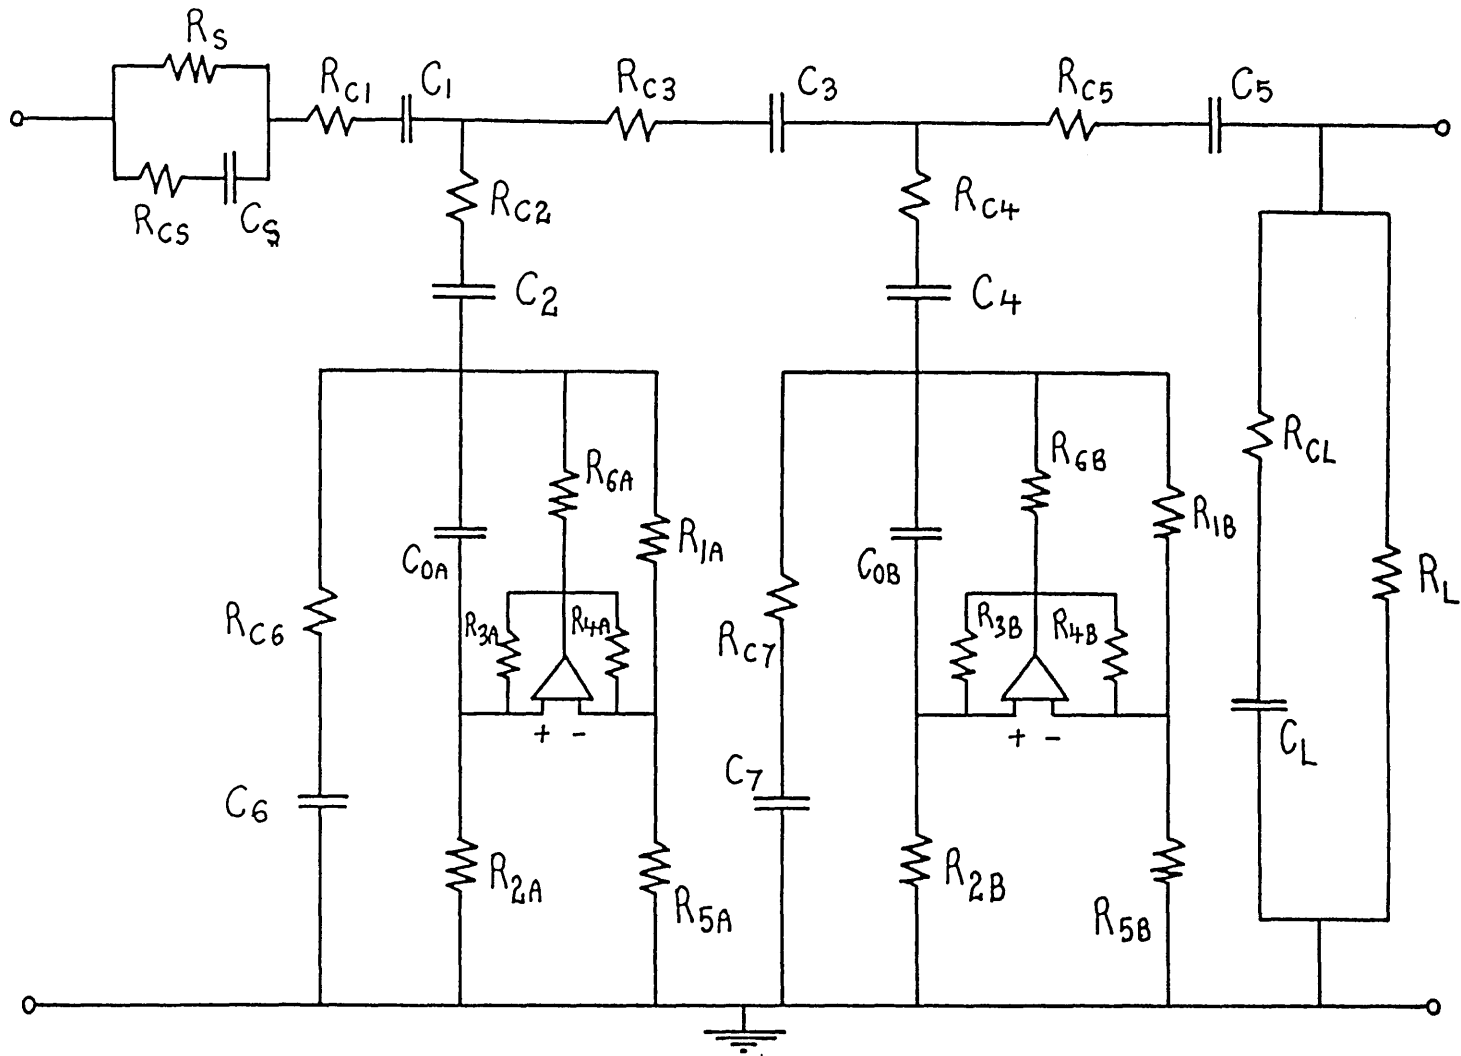 RS
RC1
C1
RC3
C3
RC5
C5
RCS
CS
RC2
C2
RC4
C4
R6A
R1A
C0A
R3A
R4A
RC6
C6
+ -
R2A
R5A
R6B
R1B
C0B
R3B
R4B
RC7
C7
+ -
R2B
R5B
RCL
CL
RL